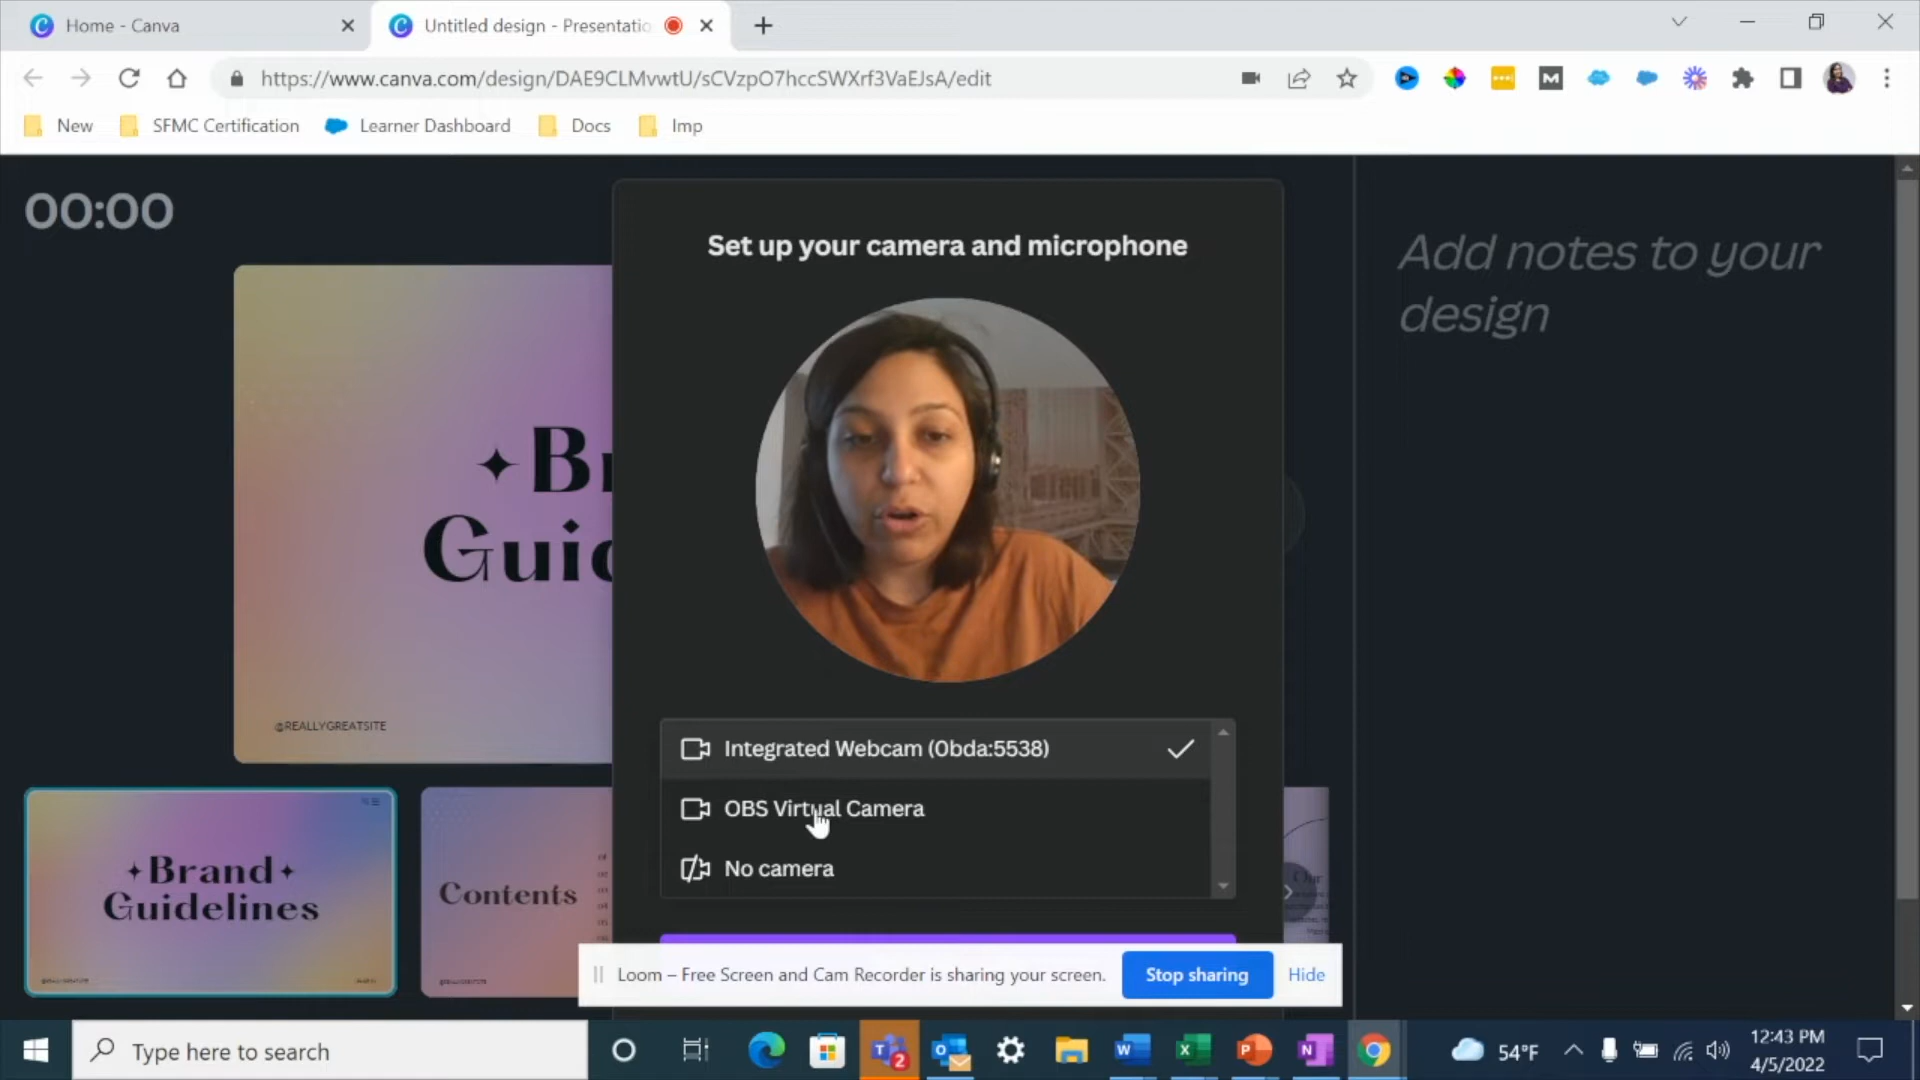 Home - Canva
Untitled design - Presentatio
https://www.canva.com/design/DAE9CLMvwtU/sCVzpO7hccSWXrf3VaEJsA/edit
New
SFMC Certification
Learner Dashboard
Docs
Imp
00:00
Set up your camera and microphone
Add notes to your
design
Br
Guid
@REALLYGREATSITE
Integrated Webcam (0bda:5538)
OBS Virtual Camera
No camera
Brand
Guidelines
Contents
Our
Loom – Free Screen and Cam Recorder is sharing your screen.
Stop sharing
Hide
Type here to search
2
54°F
12:43 PM
4/5/2022